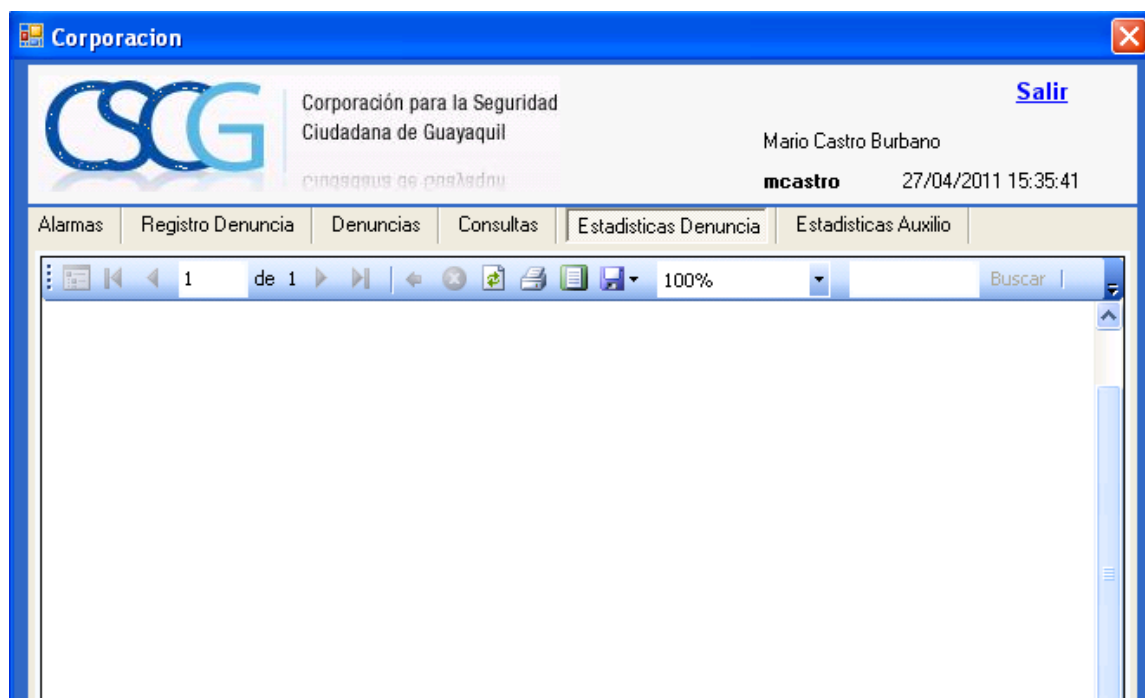 Corporacion
CSCG
Corporación para la Seguridad
Ciudadana de Guayaquil
Salir
Mario Castro Burbano
mcastro 27/04/2011 15:35:41
Alarmas Registro Denuncia Denuncias Consultas Estadisticas Denuncia Estadisticas Auxilio
1 de 1 100% Buscar